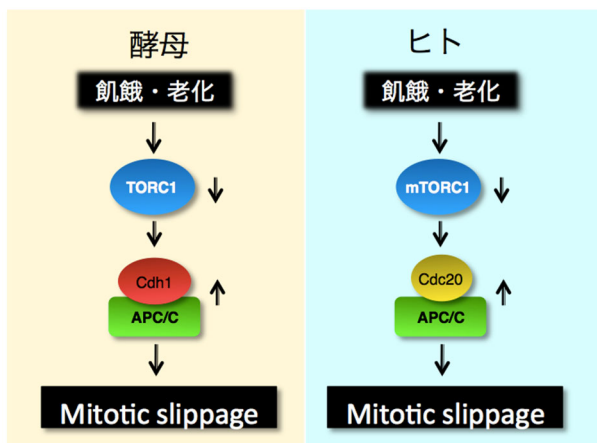 酵母
飢餓・老化
TORC1
Cdh1
APC/C
Mitotic slippage
ヒト
飢餓・老化
mTORC1
Cdc20
APC/C
Mitotic slippage